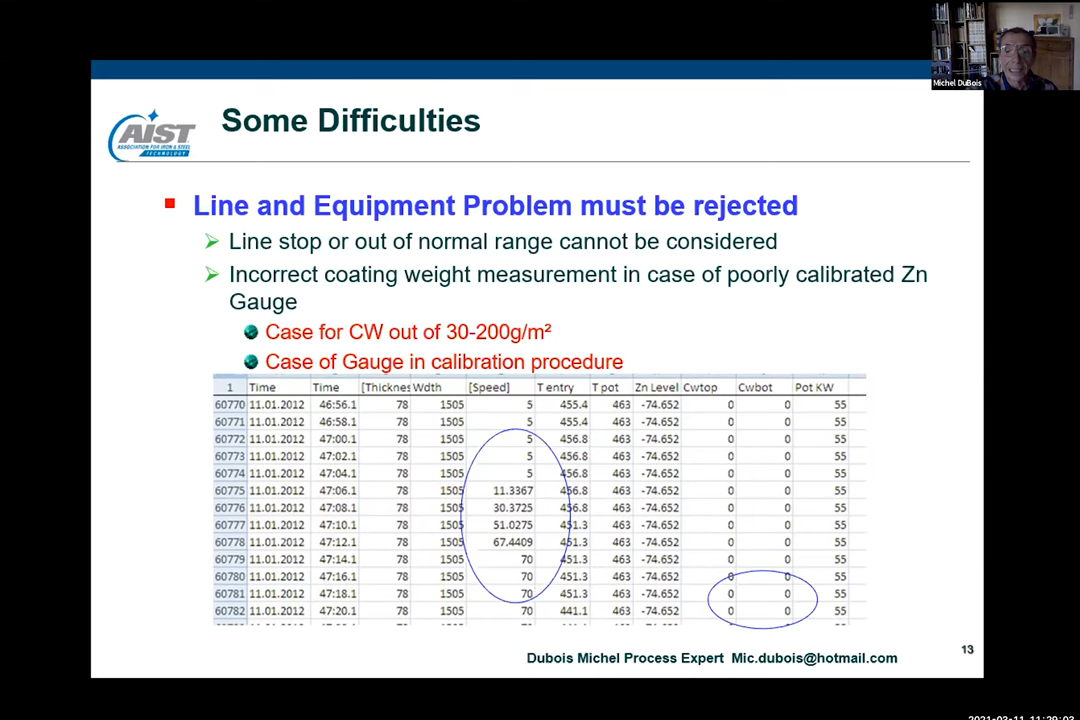 Michel DuBois
AIST
ASSOCIATION FOR IRON & STEEL
TECHNOLOGY
Some Difficulties
Line and Equipment Problem must be rejected
Line stop or out of normal range cannot be considered
Incorrect coating weight measurement in case of poorly calibrated Zn
Gauge
Case for CW out of 30-200g/m²
Case of Gauge in calibration procedure
1 Time Time [Thicknes Wdth [Speed] T entry T pot Zn Level Cwtop Cwbot Pot KW
60770 11.01.2012 46:56.1 78 1505 5 455.4 463 -74.652 0 0 55
60771 11.01.2012 46:58.1 78 1505 5 455.4 463 -74.652 0 0 55
60772 11.01.2012 47:00.1 78 1505 5 456.8 463 -74.652 0 0 55
60773 11.01.2012 47:02.1 78 1505 5 456.8 463 -74.652 0 0 55
60774 11.01.2012 47:04.1 78 1505 5 456.8 463 -74.652 0 0 55
60775 11.01.2012 47:06.1 78 1505 11.3367 456.8 463 -74.652 0 0 55
60776 11.01.2012 47:08.1 78 1505 30.3725 456.8 463 -74.652 0 0 55
60777 11.01.2012 47:10.1 78 1505 51.0275 451.3 463 -74.652 0 0 55
60778 11.01.2012 47:12.1 78 1505 67.4409 451.3 463 -74.652 0 0 55
60779 11.01.2012 47:14.1 78 1505 70 451.3 463 -74.652 0 0 55
60780 11.01.2012 47:16.1 78 1505 70 451.3 463 -74.652 0 0 55
60781 11.01.2012 47:18.1 78 1505 70 451.3 463 -74.652 0 0 55
60782 11.01.2012 47:20.1 78 1505 70 441.1 463 -74.652 0 0 55
13
Dubois Michel Process Expert Mic.dubois@hotmail.com